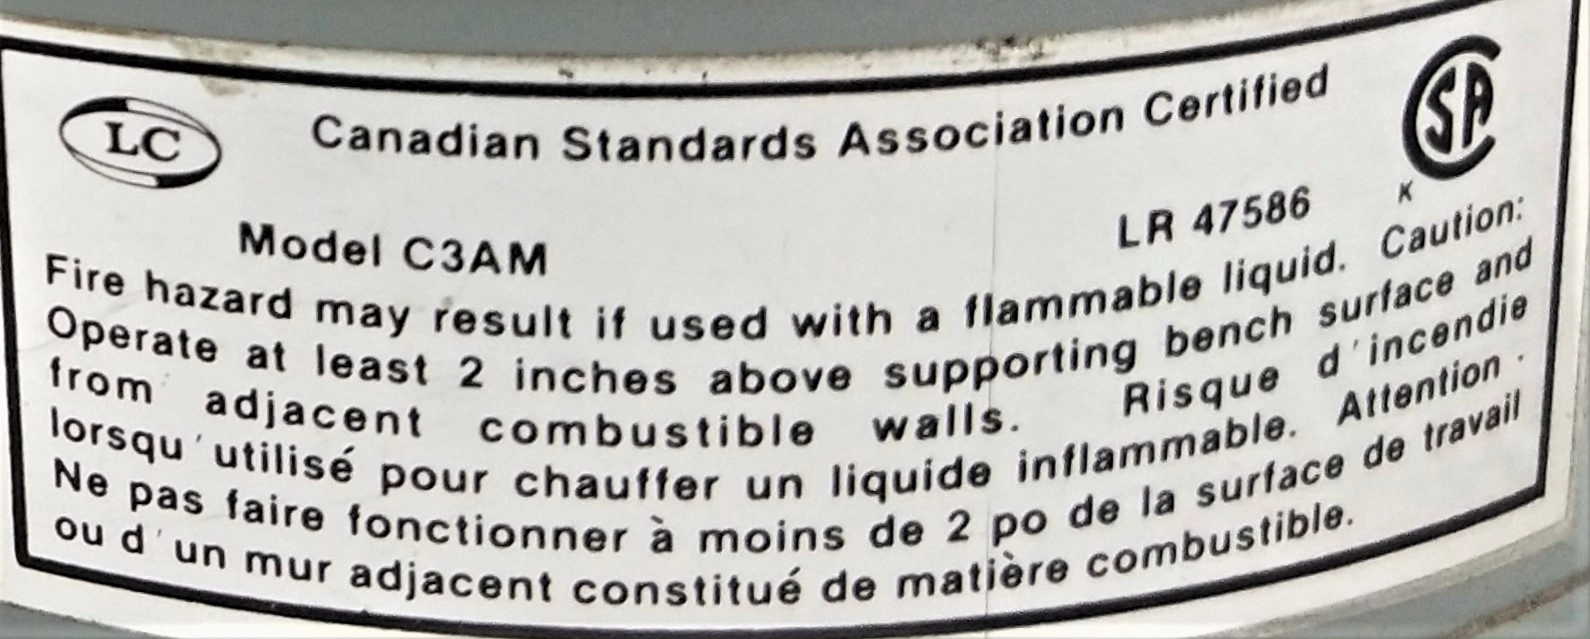 LC
Canadian Standards Association Certified
CSA
Model C3AM
LR 47586
K
Fire hazard may result if used with a flammable liquid. Caution:
Operate at least 2 inches above supporting bench surface and
from adjacent combustible walls. Risque d'incendie
lorsqu'utilisé pour chauffer un liquide inflammable. Attention ·
Ne pas faire fonctionner à moins de 2 po de la surface de travail
ou d'un mur adjacent constitué de matière combustible.